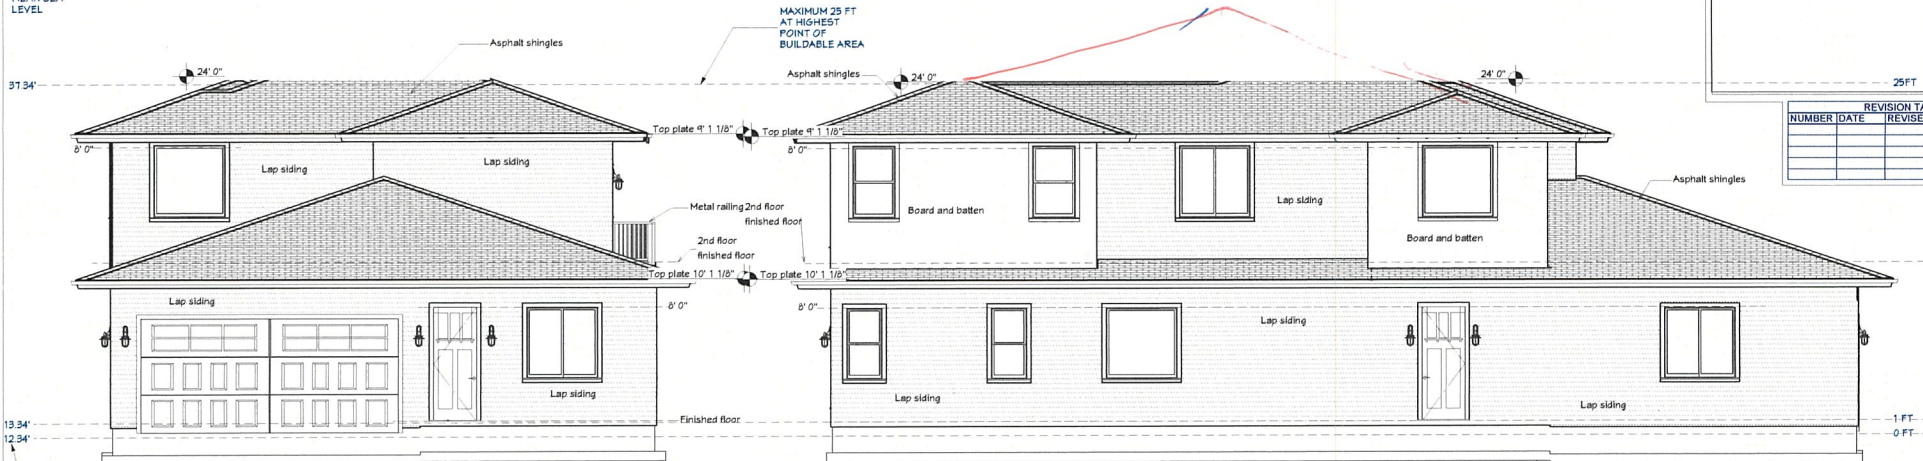 LEVEL
MAXIMUM 25 FT
AT HIGHEST
POINT OF
BUILDABLE AREA
Asphalt shingles
24' 0"
37.34'
Asphalt shingles
24' 0"
24' 0"
25FT
REVISION TA
NUMBER DATE REVISE
Top plate 9' 1 1/8"
Top plate 9' 1 1/8"
8' 0"
8' 0"
Lap siding
Lap siding
Board and batten
Lap siding
Board and batten
Asphalt shingles
Metal railing
2nd floor
finished floor
2nd floor
finished floor
Top plate 10' 1 1/8"
Top plate 10' 1 1/8"
Lap siding
8' 0"
8' 0"
Lap siding
Lap siding
Lap siding
Lap siding
Finished floor
13.34'
12.34'
1 FT
0 FT